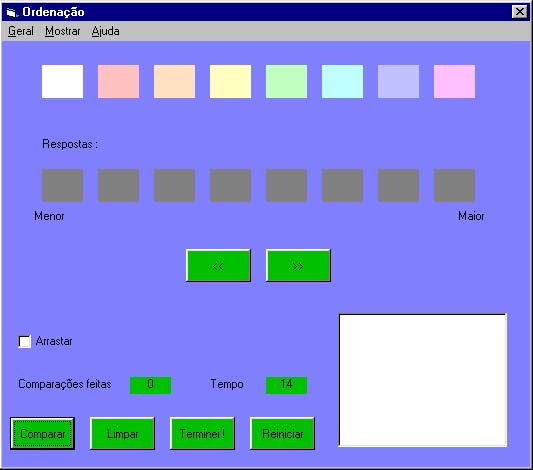 Ordenação
Geral Mostrar Ajuda
Respostas :
Menor Maior
<< >>
Arrastar
Comparações feitas 0 Tempo 14
Comparar Limpar Terminei ! Reiniciar